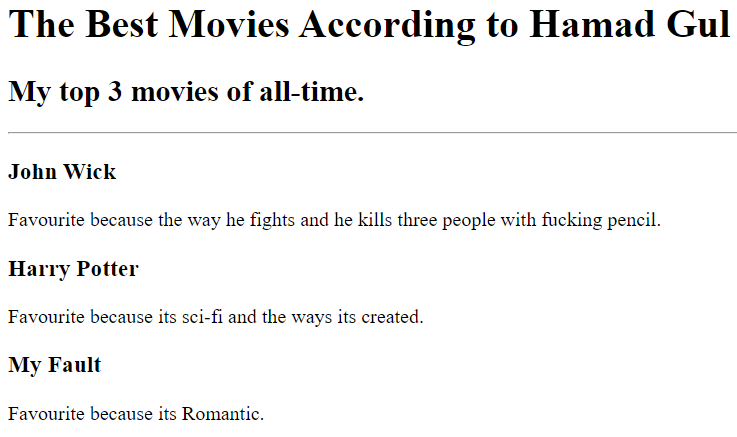 The Best Movies According to Hamad Gul
My top 3 movies of all-time.
John Wick
Favourite because the way he fights and he kills three people with fucking pencil.
Harry Potter
Favourite because its sci-fi and the ways its created.
My Fault
Favourite because its Romantic.